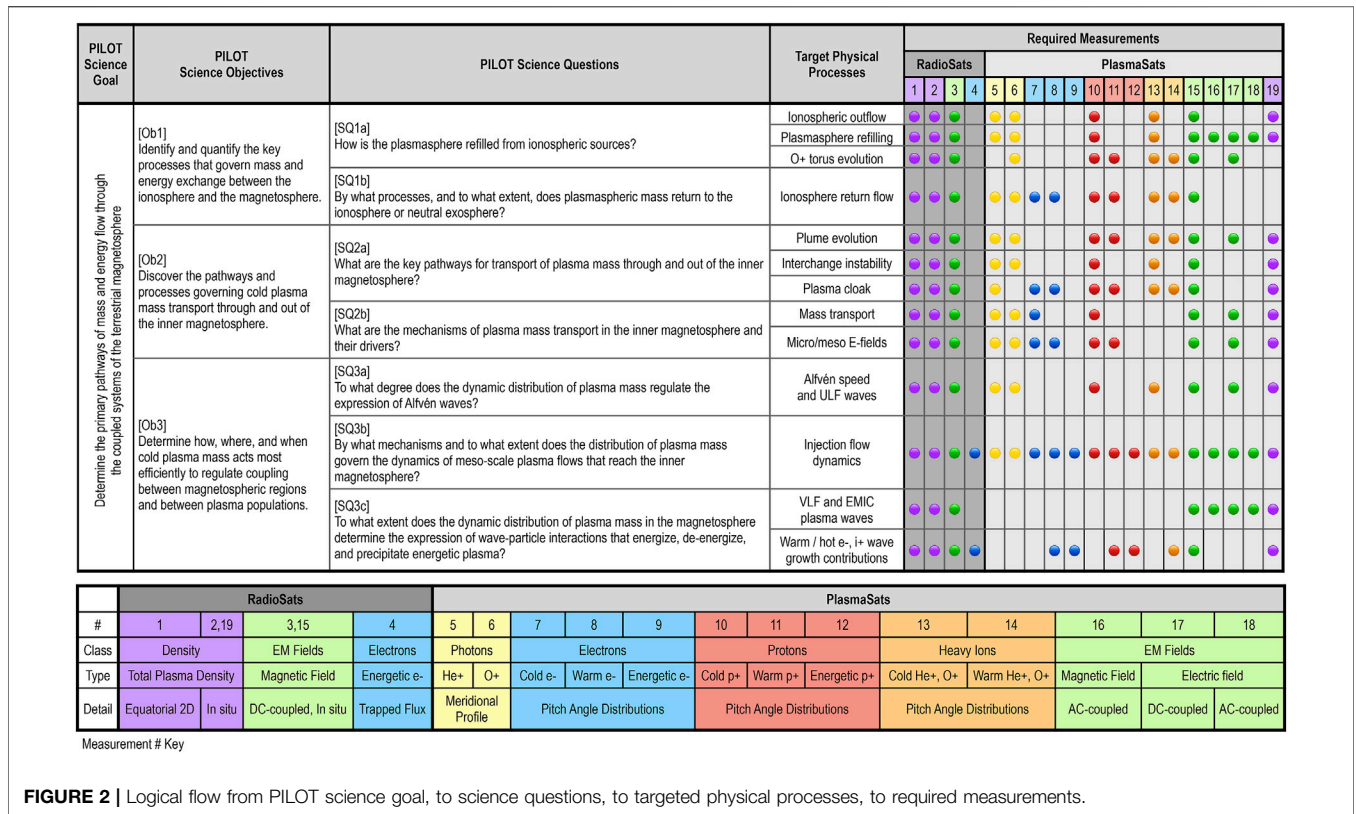 PILOT
Science
Goal
PILOT
Science Objectives
PILOT Science Questions
Target Physical
Processes
Required Measurements
RadioSats
PlasmaSats
1 2 3 4 5 6 7 8 9 10 11 12 13 14 15 16 17 18 19
Determine the primary pathways of mass and energy flow through
the coupled systems of the terrestrial magnetosphere
[Ob1]
Identify and quantify the key
processes that govern mass and
energy exchange between the
ionosphere and the magnetosphere.
[SQ1a]
How is the plasmasphere refilled from ionospheric sources?
Ionospheric outflow
Plasmasphere refilling
O+ torus evolution
[SQ1b]
By what processes, and to what extent, does plasmaspheric mass return to the
ionosphere or neutral exosphere?
Ionosphere return flow
[Ob2]
Discover the pathways and
processes governing cold plasma
mass transport through and out of
the inner magnetosphere.
[SQ2a]
What are the key pathways for transport of plasma mass through and out of the inner
magnetosphere?
Plume evolution
Interchange instability
Plasma cloak
[SQ2b]
What are the mechanisms of plasma mass transport in the inner magnetosphere and
their drivers?
Mass transport
Micro/meso E-fields
[Ob3]
Determine how, where, and when
cold plasma mass acts most
efficiently to regulate coupling
between magnetospheric regions
and between plasma populations.
[SQ3a]
To what degree does the dynamic distribution of plasma mass regulate the
expression of Alfvén waves?
Alfvén speed
and ULF waves
[SQ3b]
By what mechanisms and to what extent does the distribution of plasma mass
govern the dynamics of meso-scale plasma flows that reach the inner
magnetosphere?
Injection flow
dynamics
[SQ3c]
To what extent does the dynamic distribution of plasma mass in the magnetosphere
determine the expression of wave-particle interactions that energize, de-energize,
and precipitate energetic plasma?
VLF and EMIC
plasma waves
Warm / hot e-, i+ wave
growth contributions
RadioSats PlasmaSats
# 1 2,19 3,15 4 5 6 7 8 9 10 11 12 13 14 16 17 18
Class Density EM Fields Electrons Photons Electrons Protons Heavy Ions EM Fields
Type Total Plasma Density Magnetic Field Energetic e- He+ O+ Cold e- Warm e- Energetic e- Cold p+ Warm p+ Energetic p+ Cold He+, O+ Warm He+, O+ Magnetic Field Electric field
Detail Equatorial 2D In situ DC-coupled, In situ Trapped Flux Meridional
Profile Pitch Angle Distributions Pitch Angle Distributions Pitch Angle Distributions AC-coupled DC-coupled AC-coupled
Measurement # Key
FIGURE 2 | Logical flow from PILOT science goal, to science questions, to targeted physical processes, to required measurements.